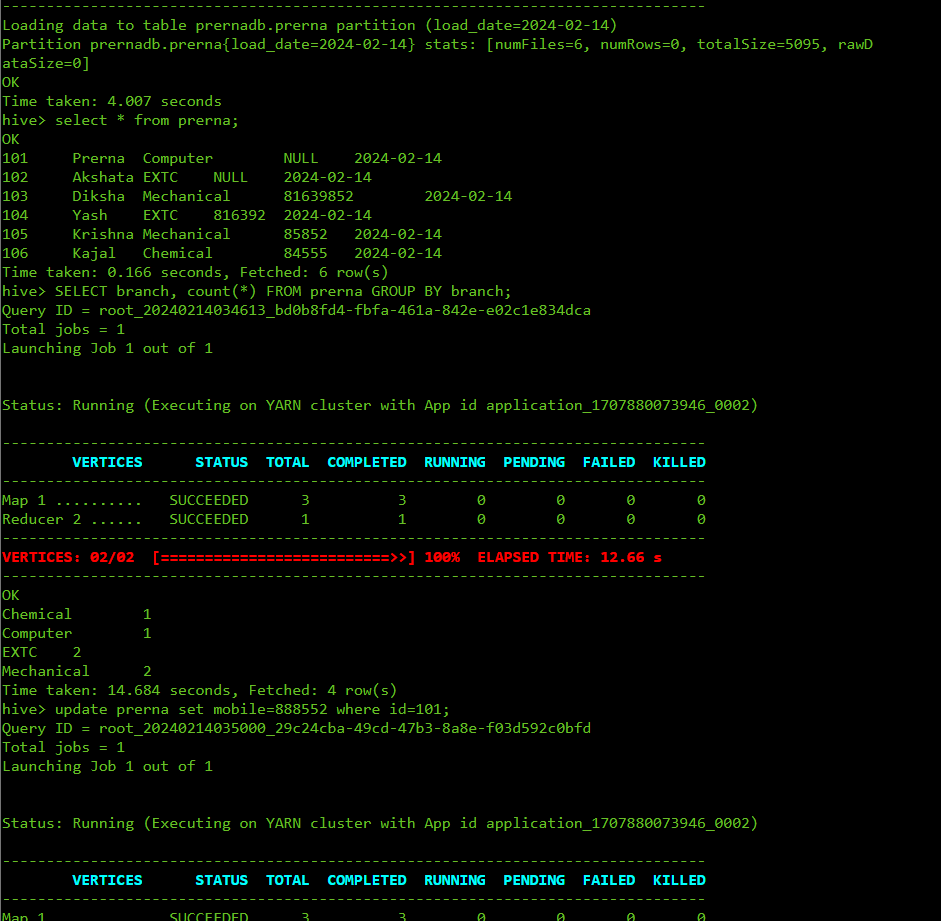 --------------------------------------------------------------------------------
Loading data to table prernadb.prerna partition (load_date=2024-02-14)
Partition prernadb.prerna{load_date=2024-02-14} stats: [numFiles=6, numRows=0, totalSize=5095, rawD
ataSize=0]
OK
Time taken: 4.007 seconds
hive> select * from prerna;
OK
101     Prerna  Computer        NULL    2024-02-14
102     Akshata EXTC    NULL    2024-02-14
103     Diksha  Mechanical      81639852        2024-02-14
104     Yash    EXTC    816392  2024-02-14
105     Krishna Mechanical      85852   2024-02-14
106     Kajal   Chemical        84555   2024-02-14
Time taken: 0.166 seconds, Fetched: 6 row(s)
hive> SELECT branch, count(*) FROM prerna GROUP BY branch;
Query ID = root_20240214034613_bd0b8fd4-fbfa-461a-842e-e02c1e834dca
Total jobs = 1
Launching Job 1 out of 1
Status: Running (Executing on YARN cluster with App id application_1707880073946_0002)
--------------------------------------------------------------------------------
        VERTICES      STATUS  TOTAL  COMPLETED  RUNNING  PENDING  FAILED  KILLED
--------------------------------------------------------------------------------
Map 1 ..........   SUCCEEDED      3          3        0        0       0       0
Reducer 2 ......   SUCCEEDED      1          1        0        0       0       0
--------------------------------------------------------------------------------
VERTICES: 02/02  [==========================>>] 100%  ELAPSED TIME: 12.66 s
--------------------------------------------------------------------------------
OK
Chemical        1
Computer        1
EXTC    2
Mechanical      2
Time taken: 14.684 seconds, Fetched: 4 row(s)
hive> update prerna set mobile=888552 where id=101;
Query ID = root_20240214035000_29c24cba-49cd-47b3-8a8e-f03d592c0bfd
Total jobs = 1
Launching Job 1 out of 1
Status: Running (Executing on YARN cluster with App id application_1707880073946_0002)
--------------------------------------------------------------------------------
        VERTICES      STATUS  TOTAL  COMPLETED  RUNNING  PENDING  FAILED  KILLED
--------------------------------------------------------------------------------
Map 1 ..........   SUCCEEDED      3          3        0        0       0       0